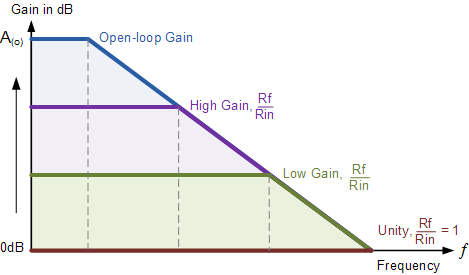 Gain in dB
A(o)
Open-loop Gain
High Gain, Rf
Rin
Low Gain, Rf
Rin
Unity, Rf = 1
Rin
0dB
f
Frequency